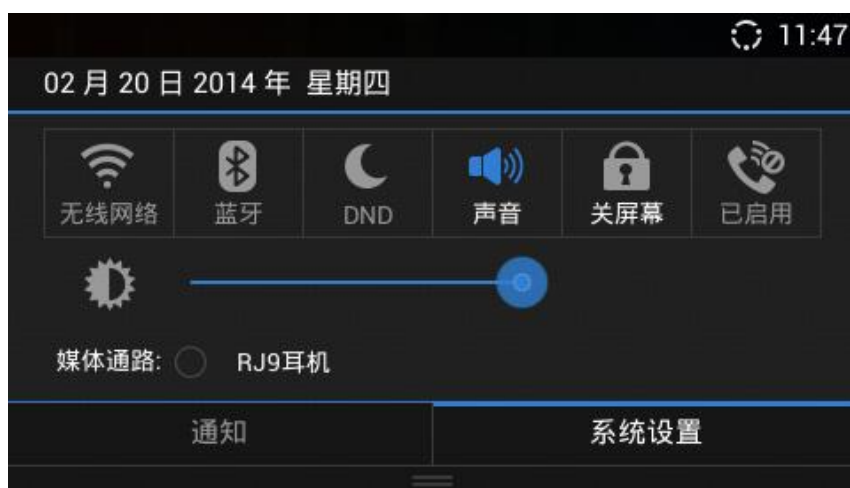 11:47
02 月 20 日 2014 年 星期四
无线网络 蓝牙 DND 声音 关屏幕 已启用
媒体通路: RJ9耳机
通知 系统设置